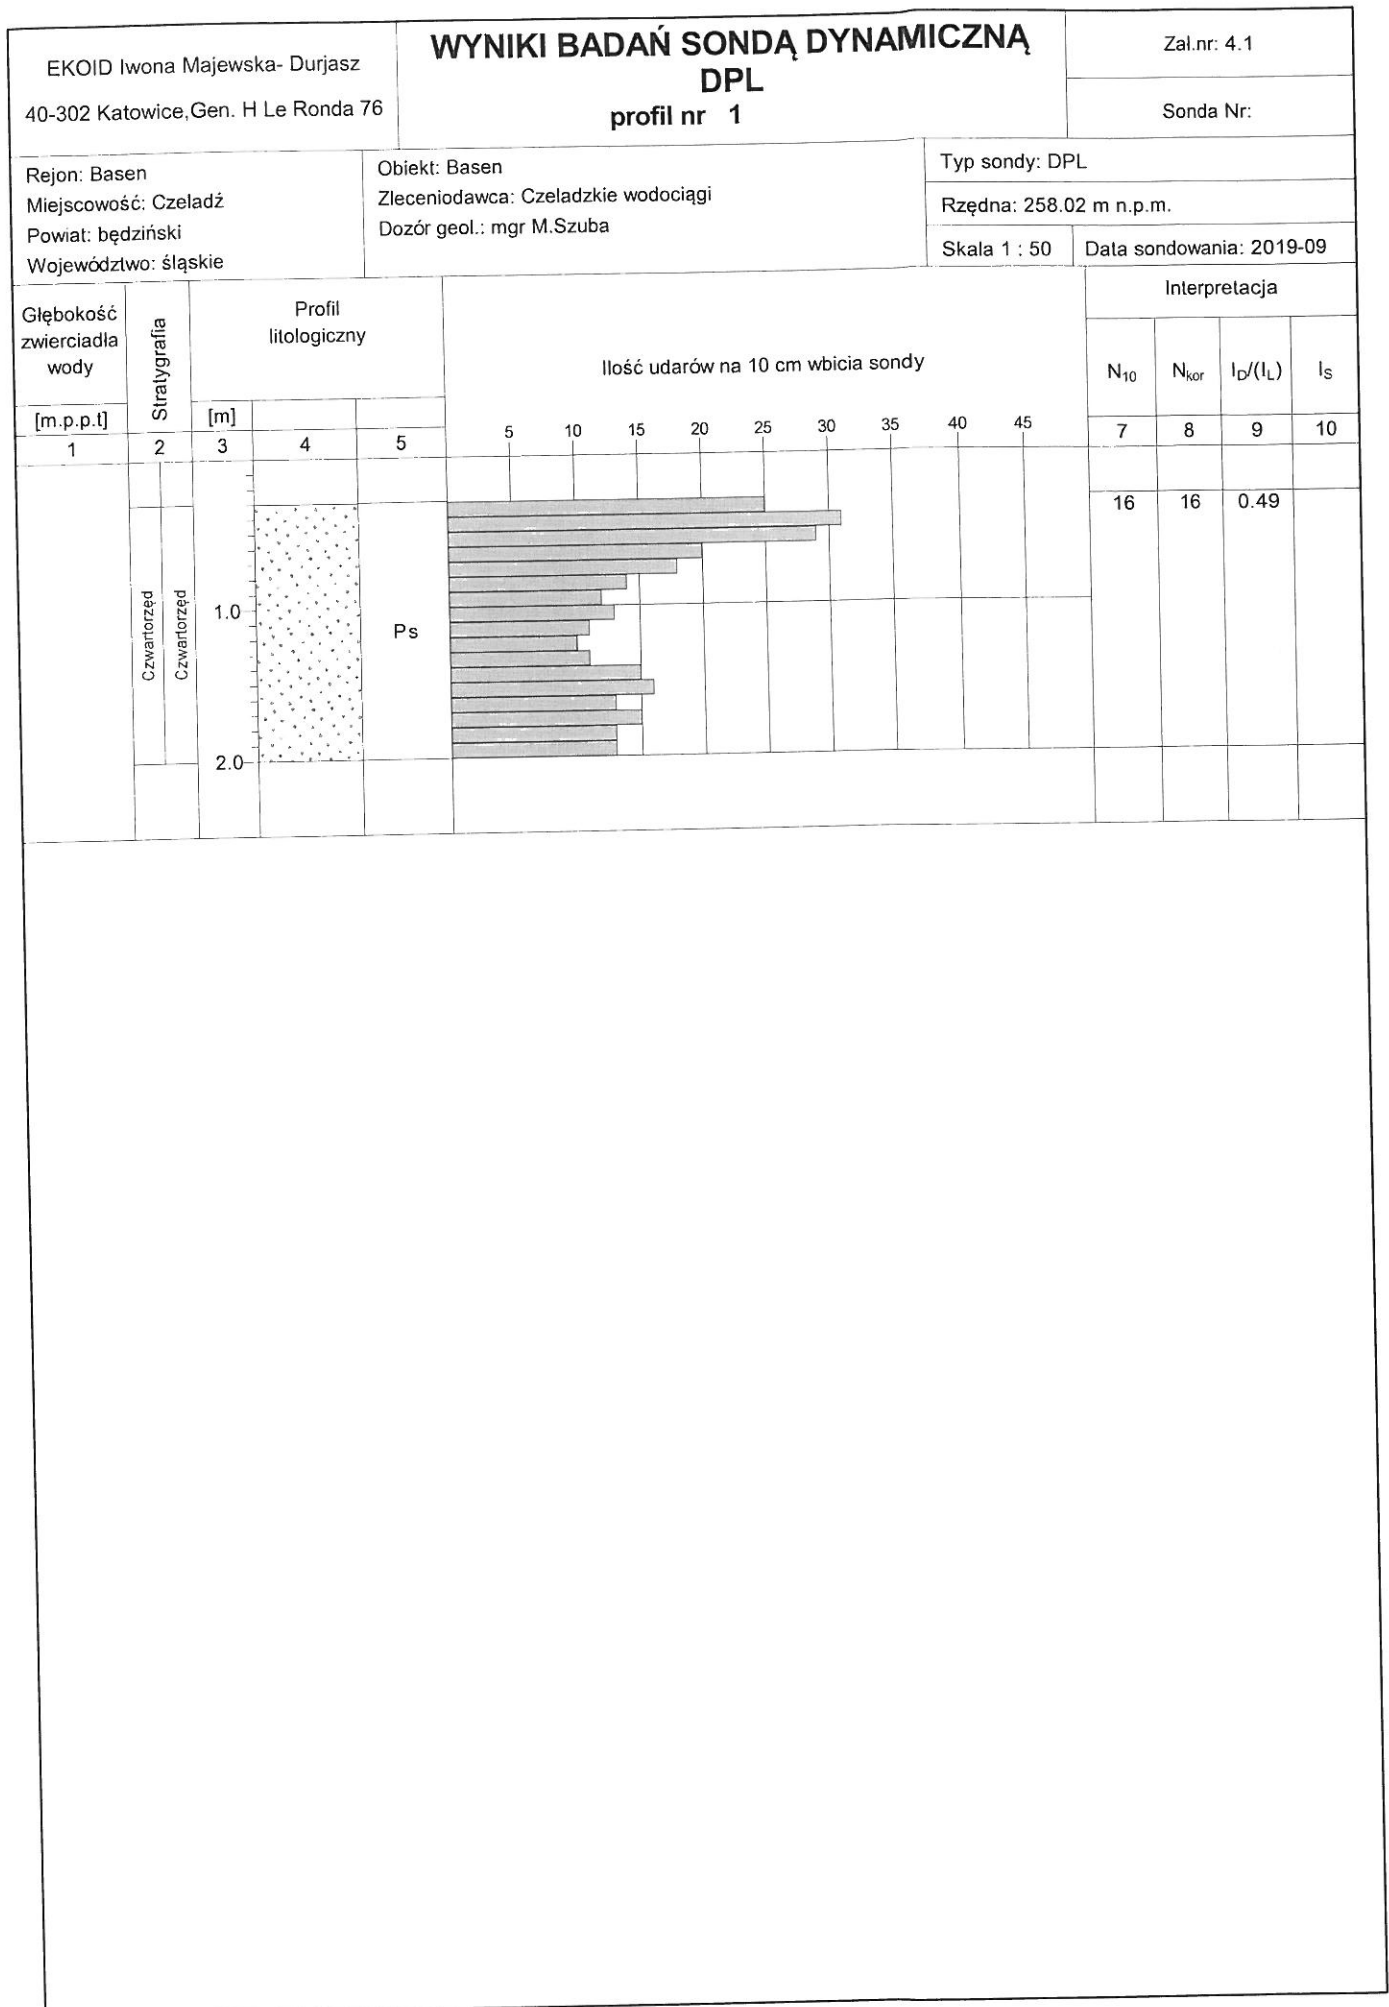 EKOID Iwona Majewska- Durjasz
40-302 Katowice,Gen. H Le Ronda 76
WYNIKI BADAŃ SONDĄ DYNAMICZNĄ
DPL
profil nr 1
Zał.nr: 4.1
Sonda Nr:
Rejon: Basen
Miejscowość: Czeladź
Powiat: będziński
Województwo: śląskie
Obiekt: Basen
Zleceniodawca: Czeladzkie wodociągi
Dozór geol.: mgr M.Szuba
Typ sondy: DPL
Rzędna: 258.02 m n.p.m.
Skala 1 : 50
Data sondowania: 2019-09
Głębokość
zwierciadła
wody
[m.p.p.t]
Stratygrafia
Profil
litologiczny
[m]
Ilość udarów na 10 cm wbicia sondy
Interpretacja
N10 Nkor ID/(IL) IS
5 10 15 20 25 30 35 40 45
1 2 3 4 5 7 8 9 10
16 16 0.49
Czwartorzęd
Czwartorzęd
1.0
Ps
2.0